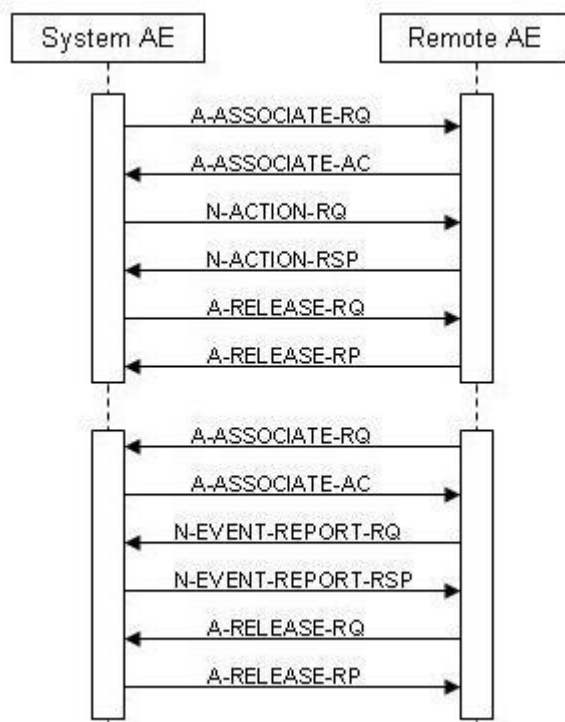 System AE
Remote AE
A-ASSOCIATE-RQ
A-ASSOCIATE-AC
N-ACTION-RQ
N-ACTION-RSP
A-RELEASE-RQ
A-RELEASE-RP
A-ASSOCIATE-RQ
A-ASSOCIATE-AC
N-EVENT-REPORT-RQ
N-EVENT-REPORT-RSP
A-RELEASE-RQ
A-RELEASE-RP